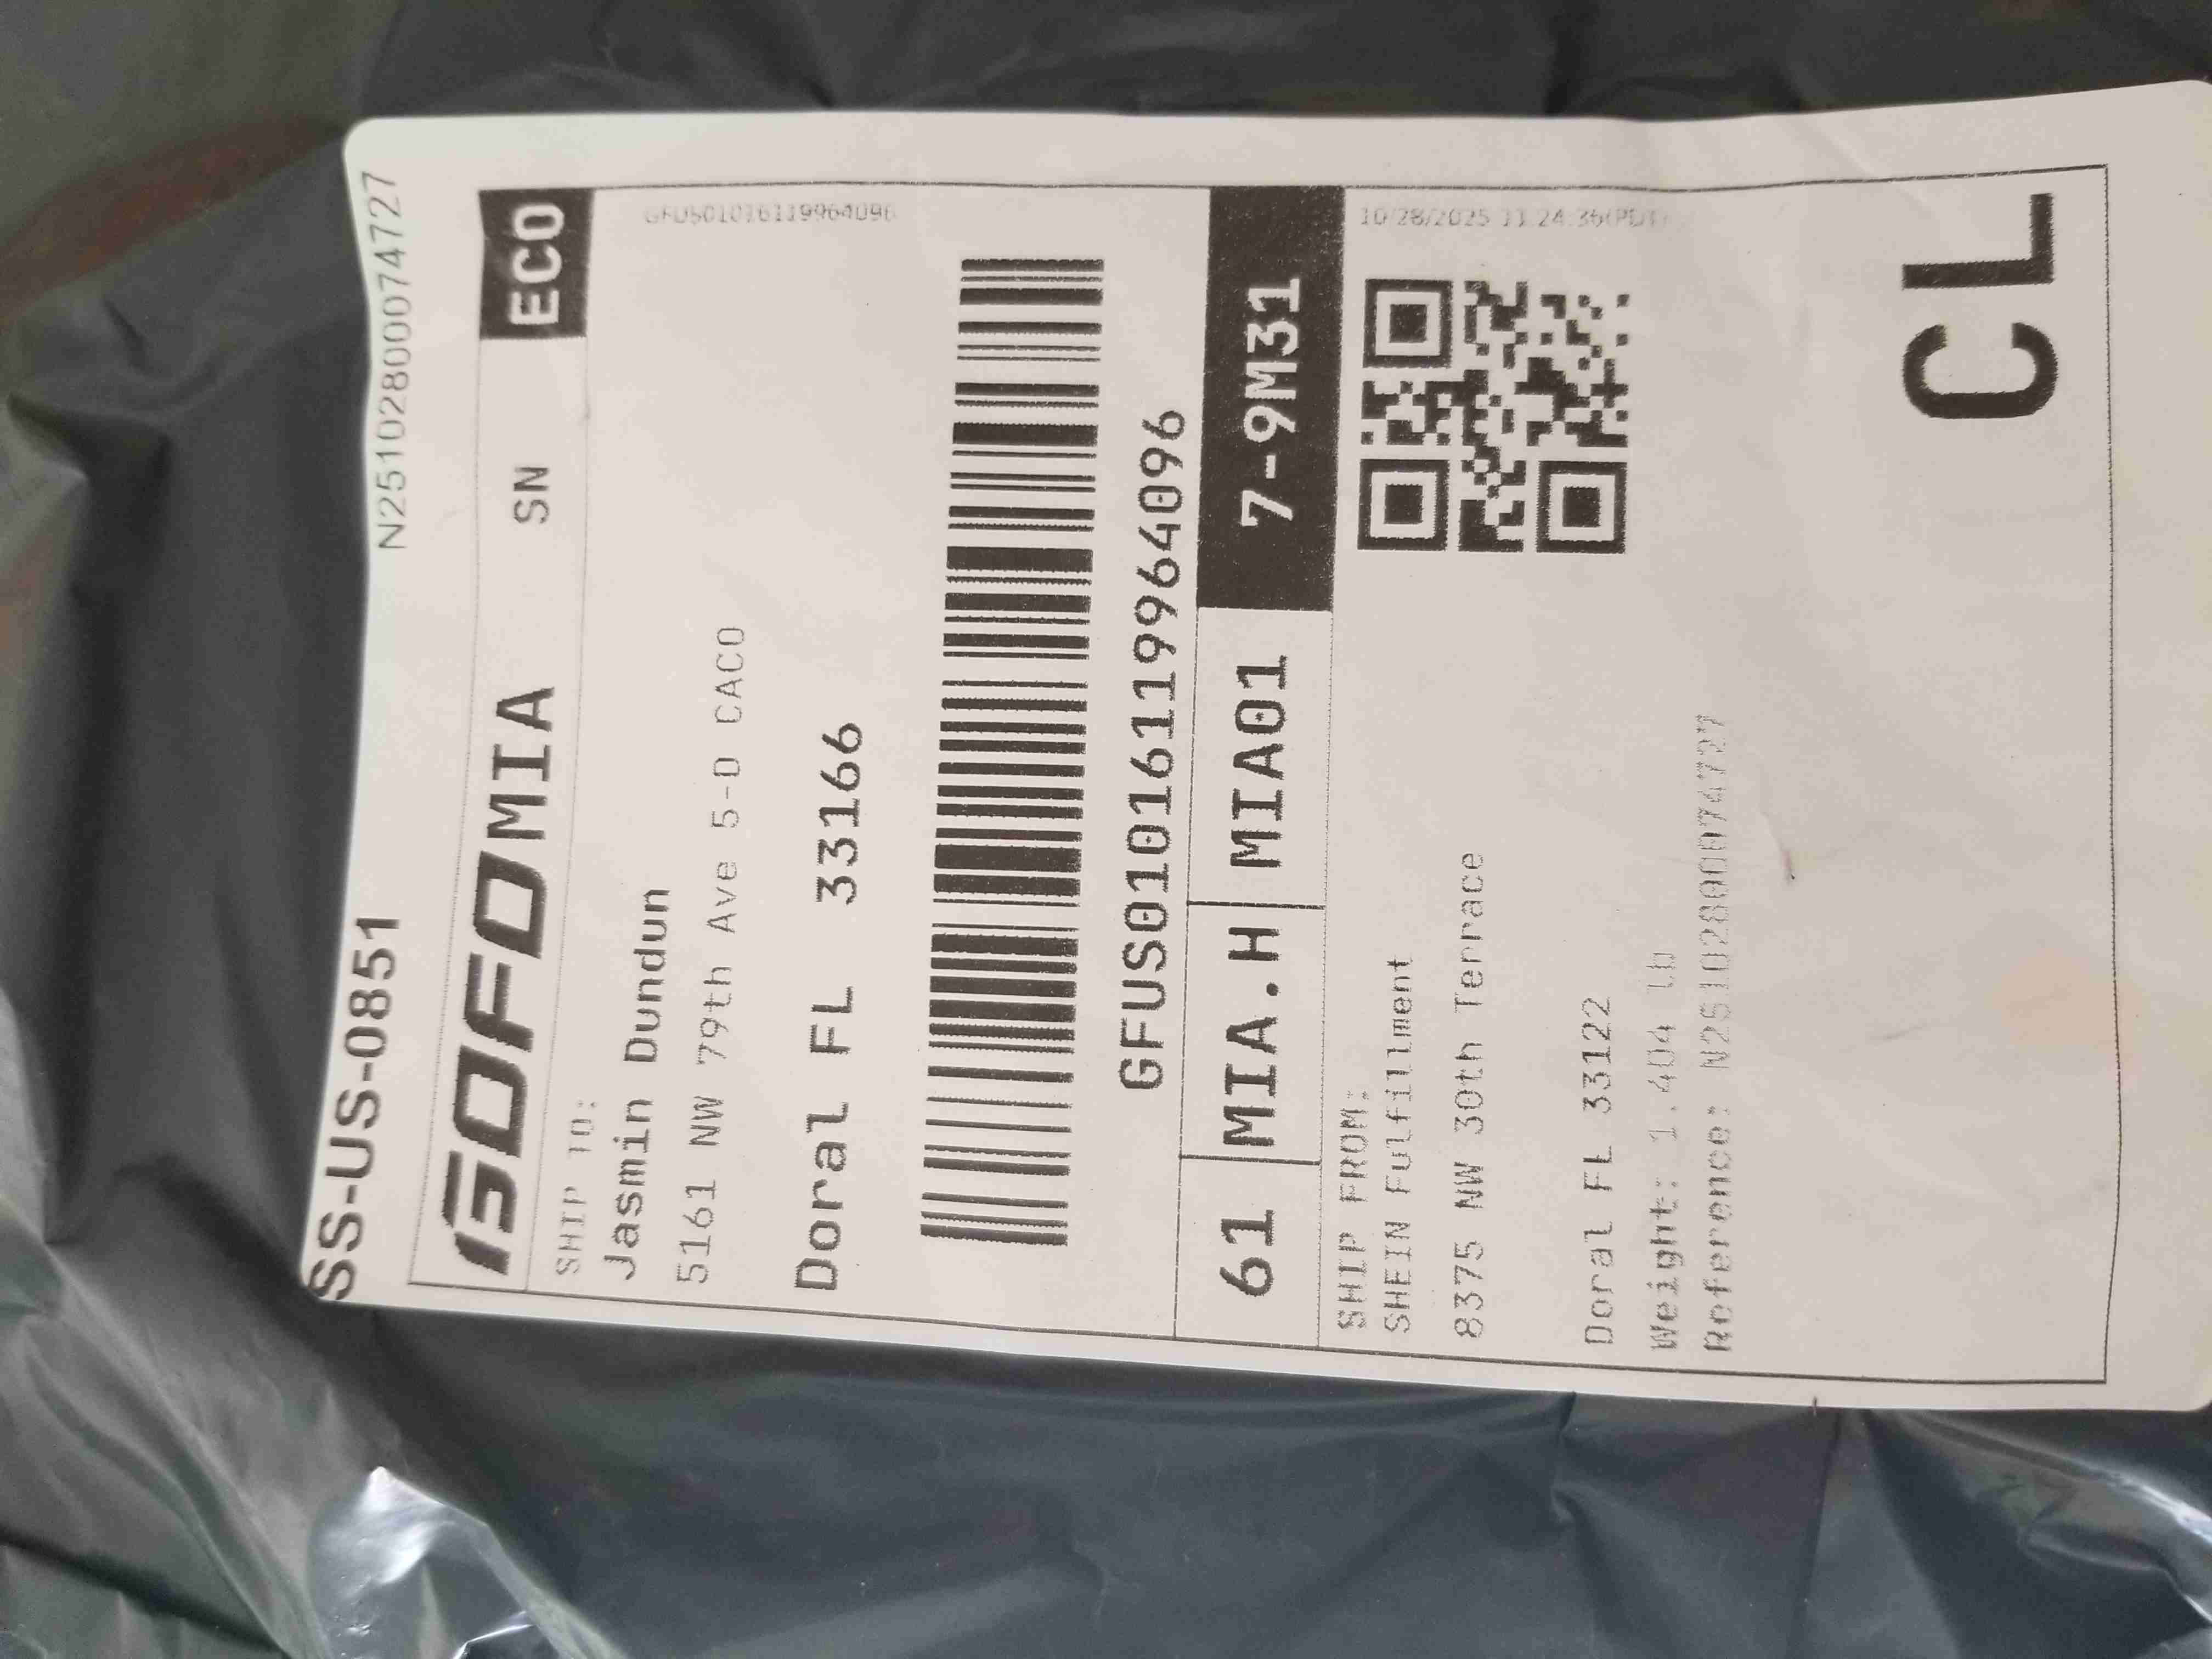 SS-US-0851 N251028000074727
GOFO MIA SN ECO
SHIP TO:
GFUS01016119964096
Jasmin Dundun
5161 NW 79th Ave 5-D CACO
Doral FL 33166
GFUS01016119964096
61 MIA.H MIA01 7-9M31
SHIP FROM:
10/28/2025 11:24:36(PDT)
SHEIN Fulfillment
8375 NW 30th Terrace
Doral FL 33122
Weight: 1.404 lb
Reference: N251028000074727
CL